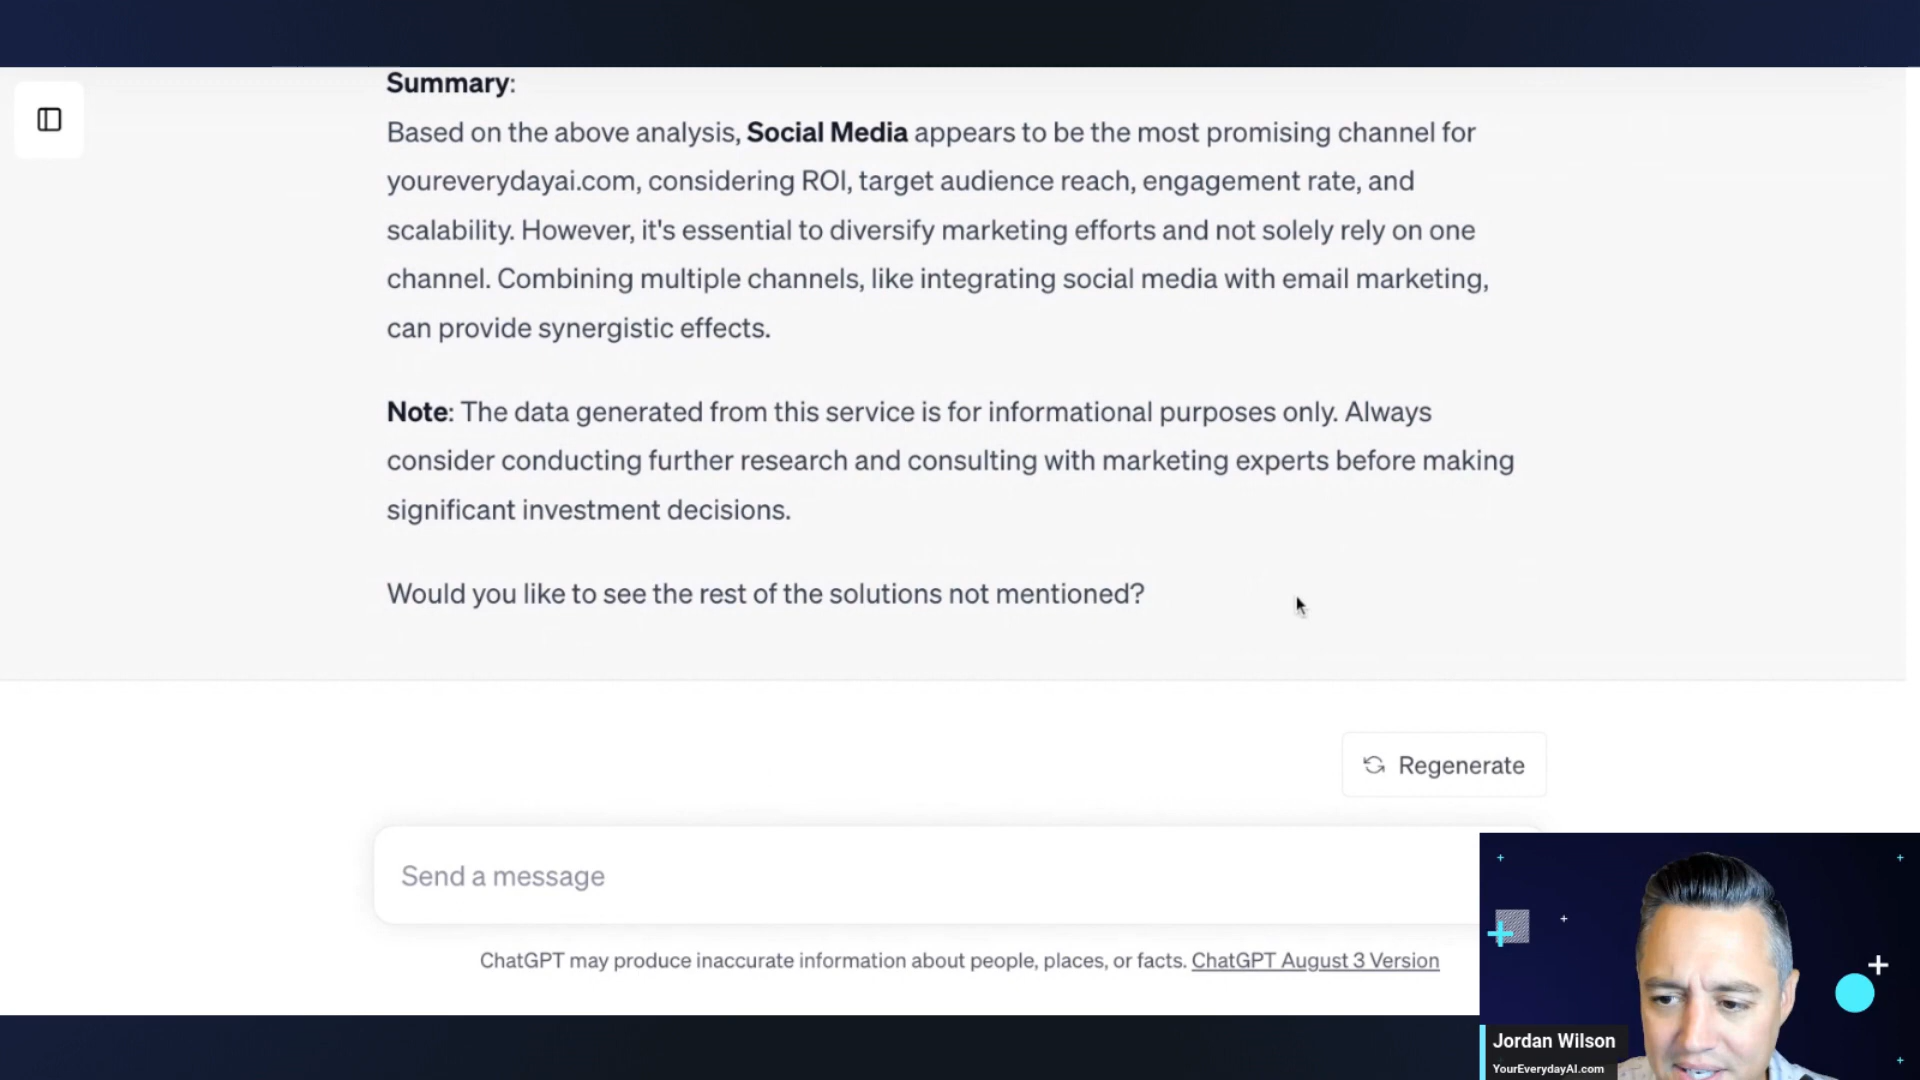 Summary:
Based on the above analysis, Social Media appears to be the most promising channel for
youreverydayai.com, considering ROI, target audience reach, engagement rate, and
scalability. However, it's essential to diversify marketing efforts and not solely rely on one
channel. Combining multiple channels, like integrating social media with email marketing,
can provide synergistic effects.
Note: The data generated from this service is for informational purposes only. Always
consider conducting further research and consulting with marketing experts before making
significant investment decisions.
Would you like to see the rest of the solutions not mentioned?
Regenerate
Send a message
ChatGPT may produce inaccurate information about people, places, or facts. ChatGPT August 3 Version
Jordan Wilson
YourEverydayAI.com